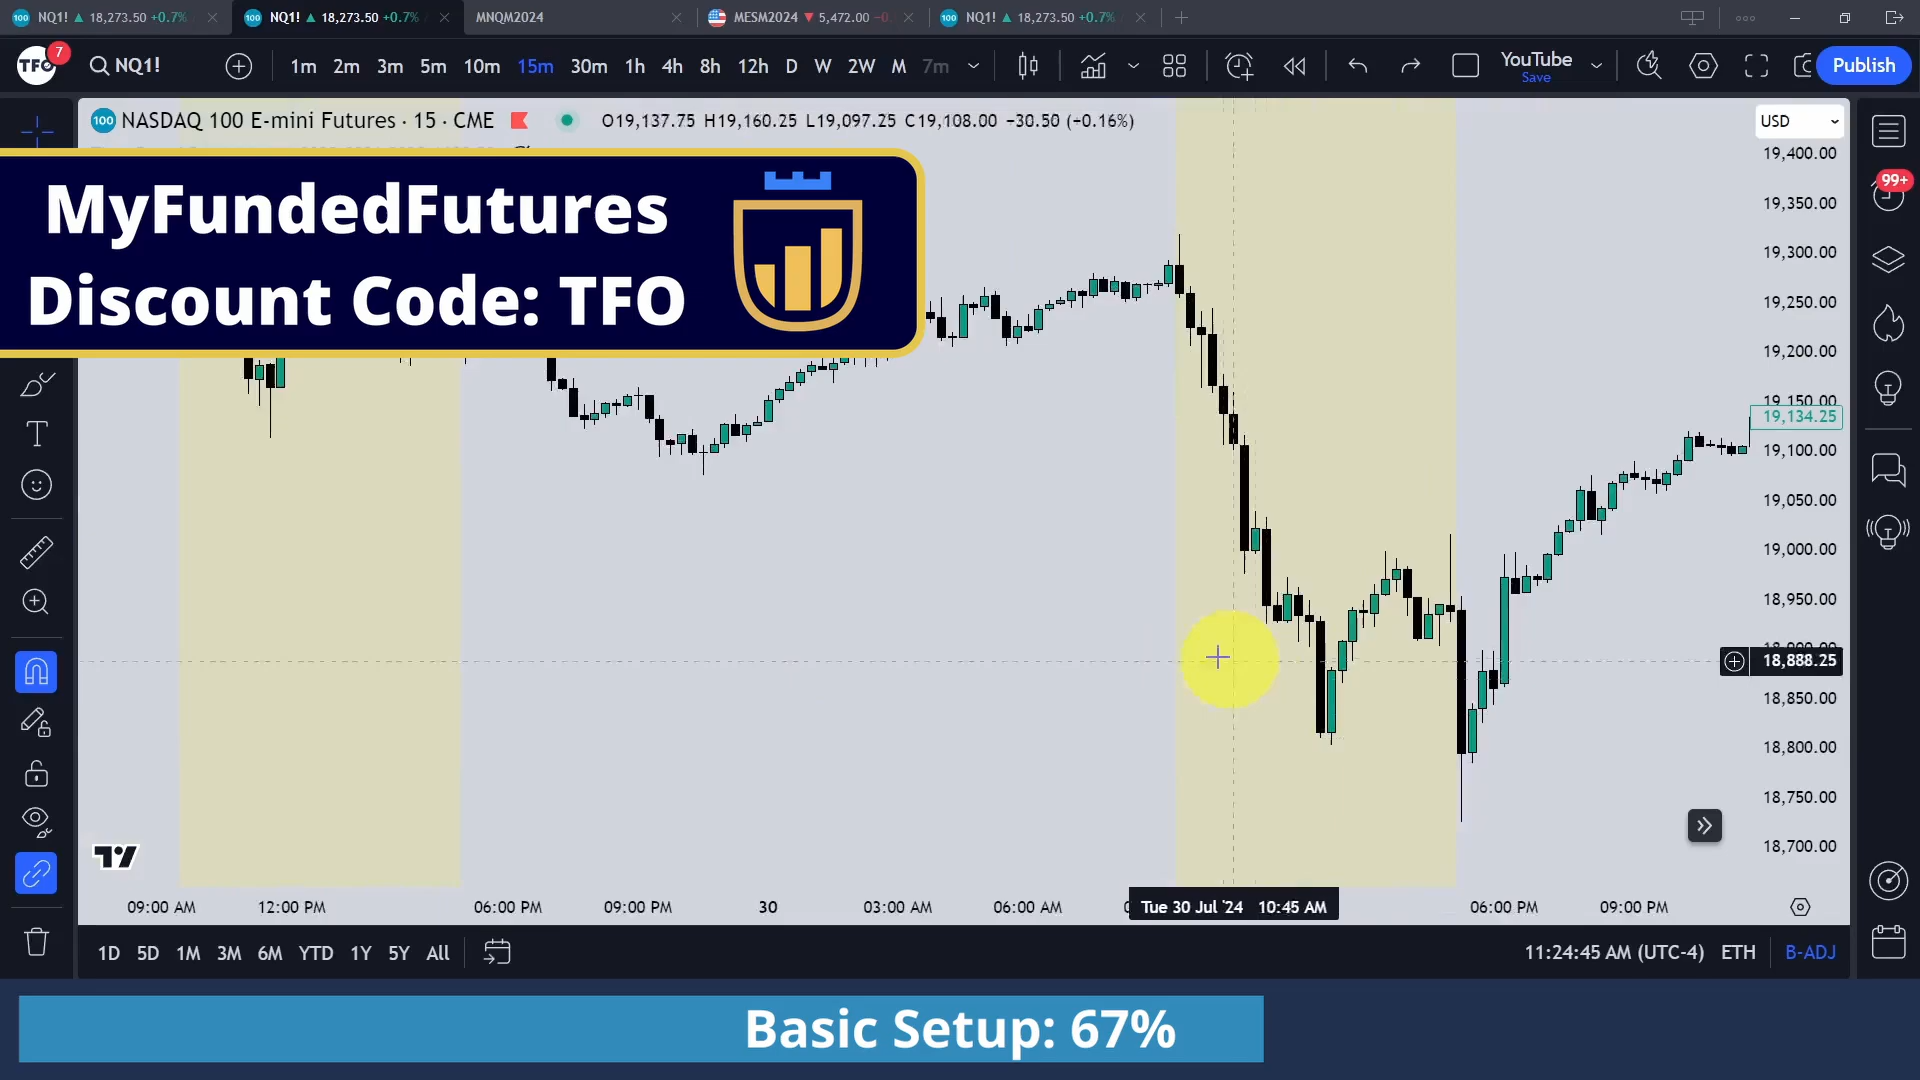 NQ1! ▲ 18,273.50 +0.7%
NQ1! ▲ 18,273.50 +0.7%
MNQM2024
MESM2024 ▼ 5,472.00 −0
NQ1! ▲ 18,273.50 +0.7%
TFO 7
NQ1!
1m 2m 3m 5m 10m 15m 30m 1h 4h 8h 12h D W 2W M 7m
YouTube
Save
Publish
100 NASDAQ 100 E-mini Futures · 15 · CME
O19,137.75 H19,160.25 L19,097.25 C19,108.00 −30.50 (−0.16%)
USD
99+
MyFundedFutures
Discount Code: TFO
19,400.00
19,350.00
19,300.00
19,250.00
19,200.00
19,150.00
19,134.25
19,100.00
19,050.00
19,000.00
18,950.00
18,888.25
18,850.00
18,800.00
18,750.00
18,700.00
09:00 AM 12:00 PM 06:00 PM 09:00 PM 30 03:00 AM 06:00 AM Tue 30 Jul '24 10:45 AM 06:00 PM 09:00 PM
1D 5D 1M 3M 6M YTD 1Y 5Y All
11:24:45 AM (UTC-4) ETH B-ADJ
Basic Setup: 67%